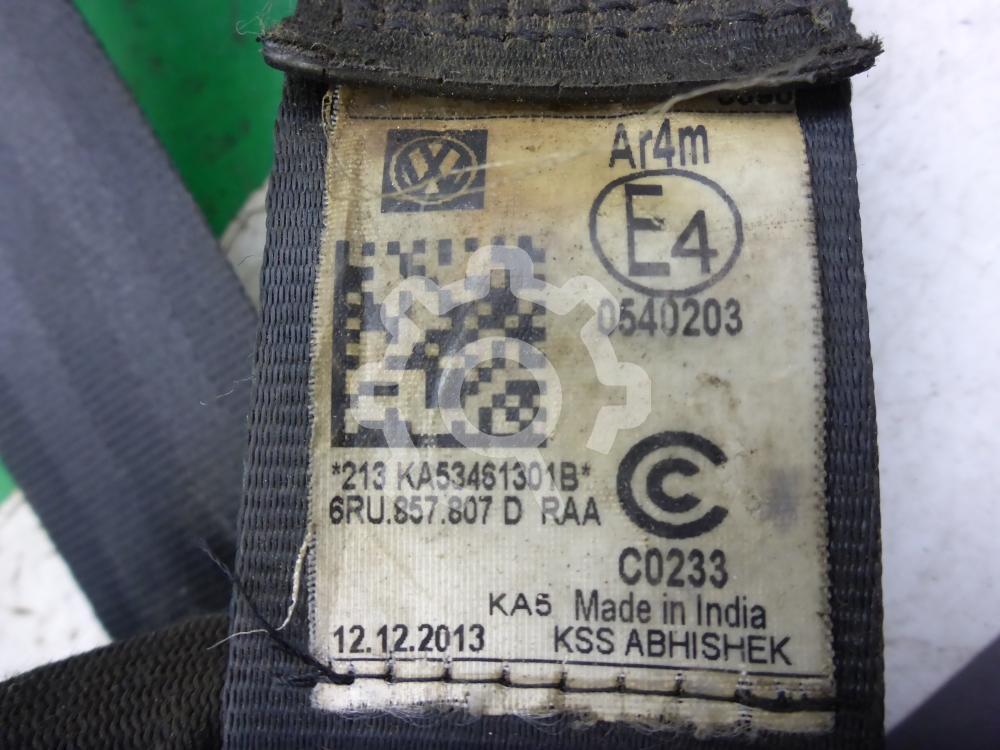 Ar4m
E4
0540203
*213 KA53461301B*
6RU.857.807 D RAA
C0233
KA5 Made in India
12.12.2013 KSS ABHISHEK